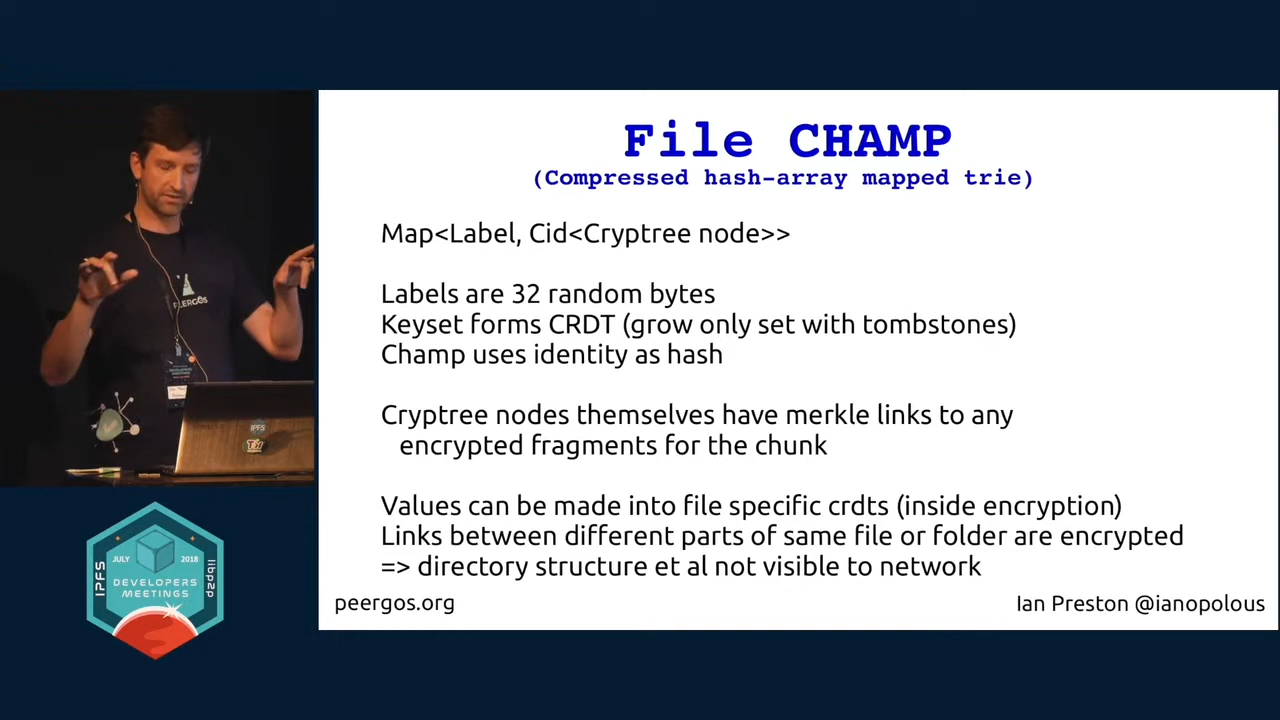 File CHAMP
(Compressed hash-array mapped trie)
Map<Label, Cid<Cryptree node>>
Labels are 32 random bytes
Keyset forms CRDT (grow only set with tombstones)
Champ uses identity as hash
Cryptree nodes themselves have merkle links to any
encrypted fragments for the chunk
Values can be made into file specific crdts (inside encryption)
Links between different parts of same file or folder are encrypted
=> directory structure et al not visible to network
peergos.org
Ian Preston @ianopolous
IPFS
JULY
2018
libp2p
DEVELOPERS
MEETINGS
IPFS